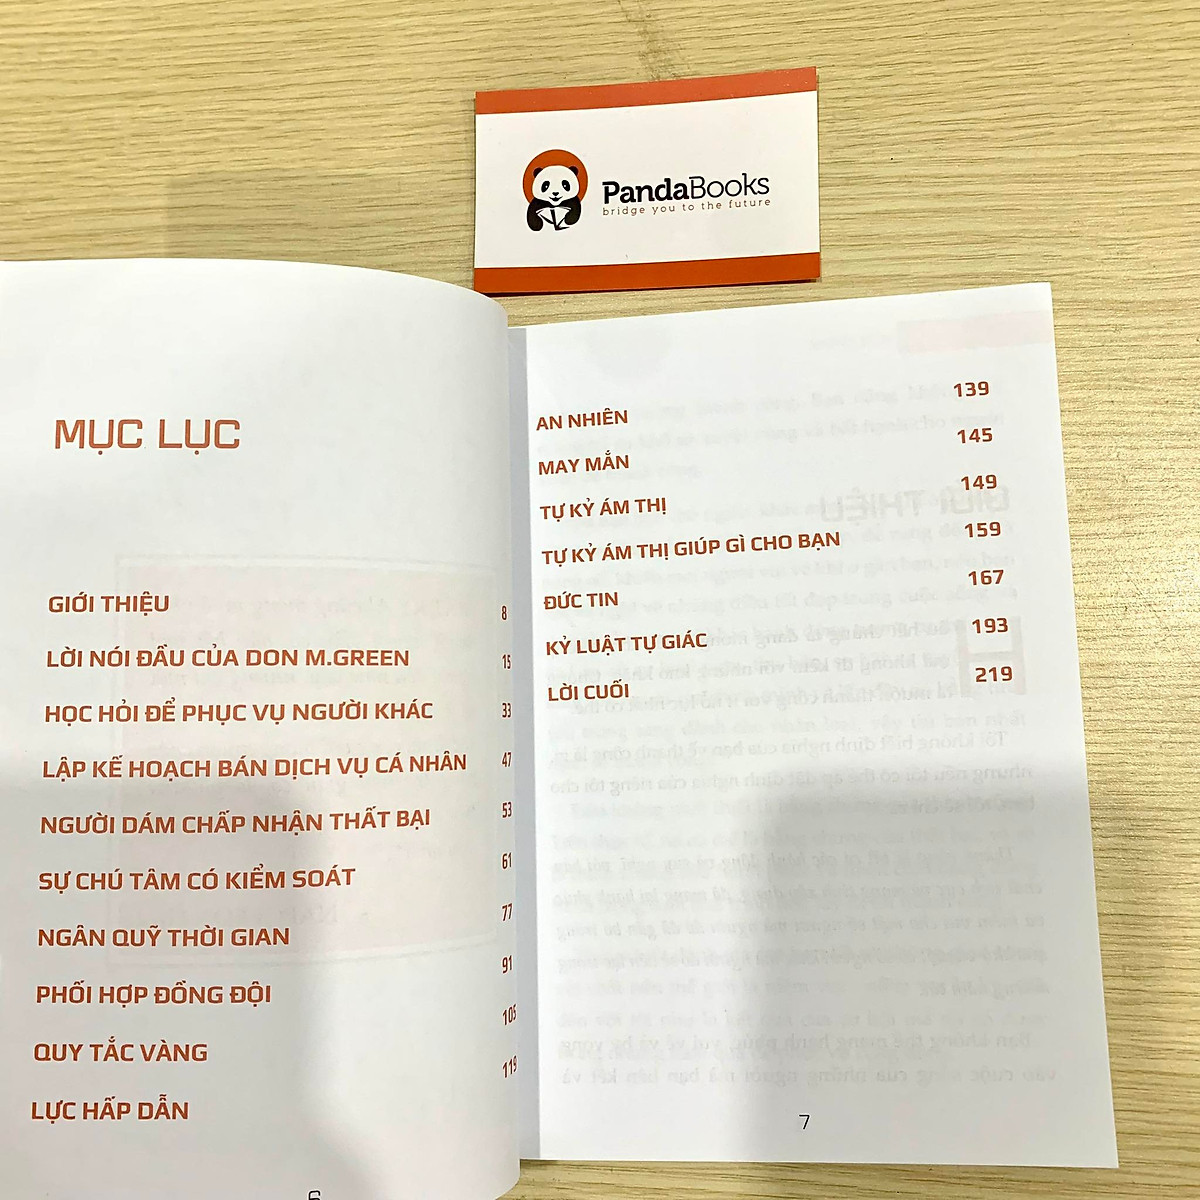 PandaBooks
bridge you to the future
MỤC LỤC
GIỚI THIỆU 8
LỜI NÓI ĐẦU CỦA DON M.GREEN 15
HỌC HỎI ĐỂ PHỤC VỤ NGƯỜI KHÁC 33
LẬP KẾ HOẠCH BÁN DỊCH VỤ CÁ NHÂN 47
NGƯỜI DÁM CHẤP NHẬN THẤT BẠI 53
SỰ CHÚ TÂM CÓ KIỂM SOÁT 61
NGÂN QUỸ THỜI GIAN 77
PHỐI HỢP ĐỒNG ĐỘI 91
QUY TẮC VÀNG 105
LỰC HẤP DẪN 119
6
AN NHIÊN 139
MAY MẮN 145
TỰ KỶ ÁM THỊ 149
TỰ KỶ ÁM THỊ GIÚP GÌ CHO BẠN 159
ĐỨC TIN 167
KỶ LUẬT TỰ GIÁC 193
LỜI CUỐI 219
7